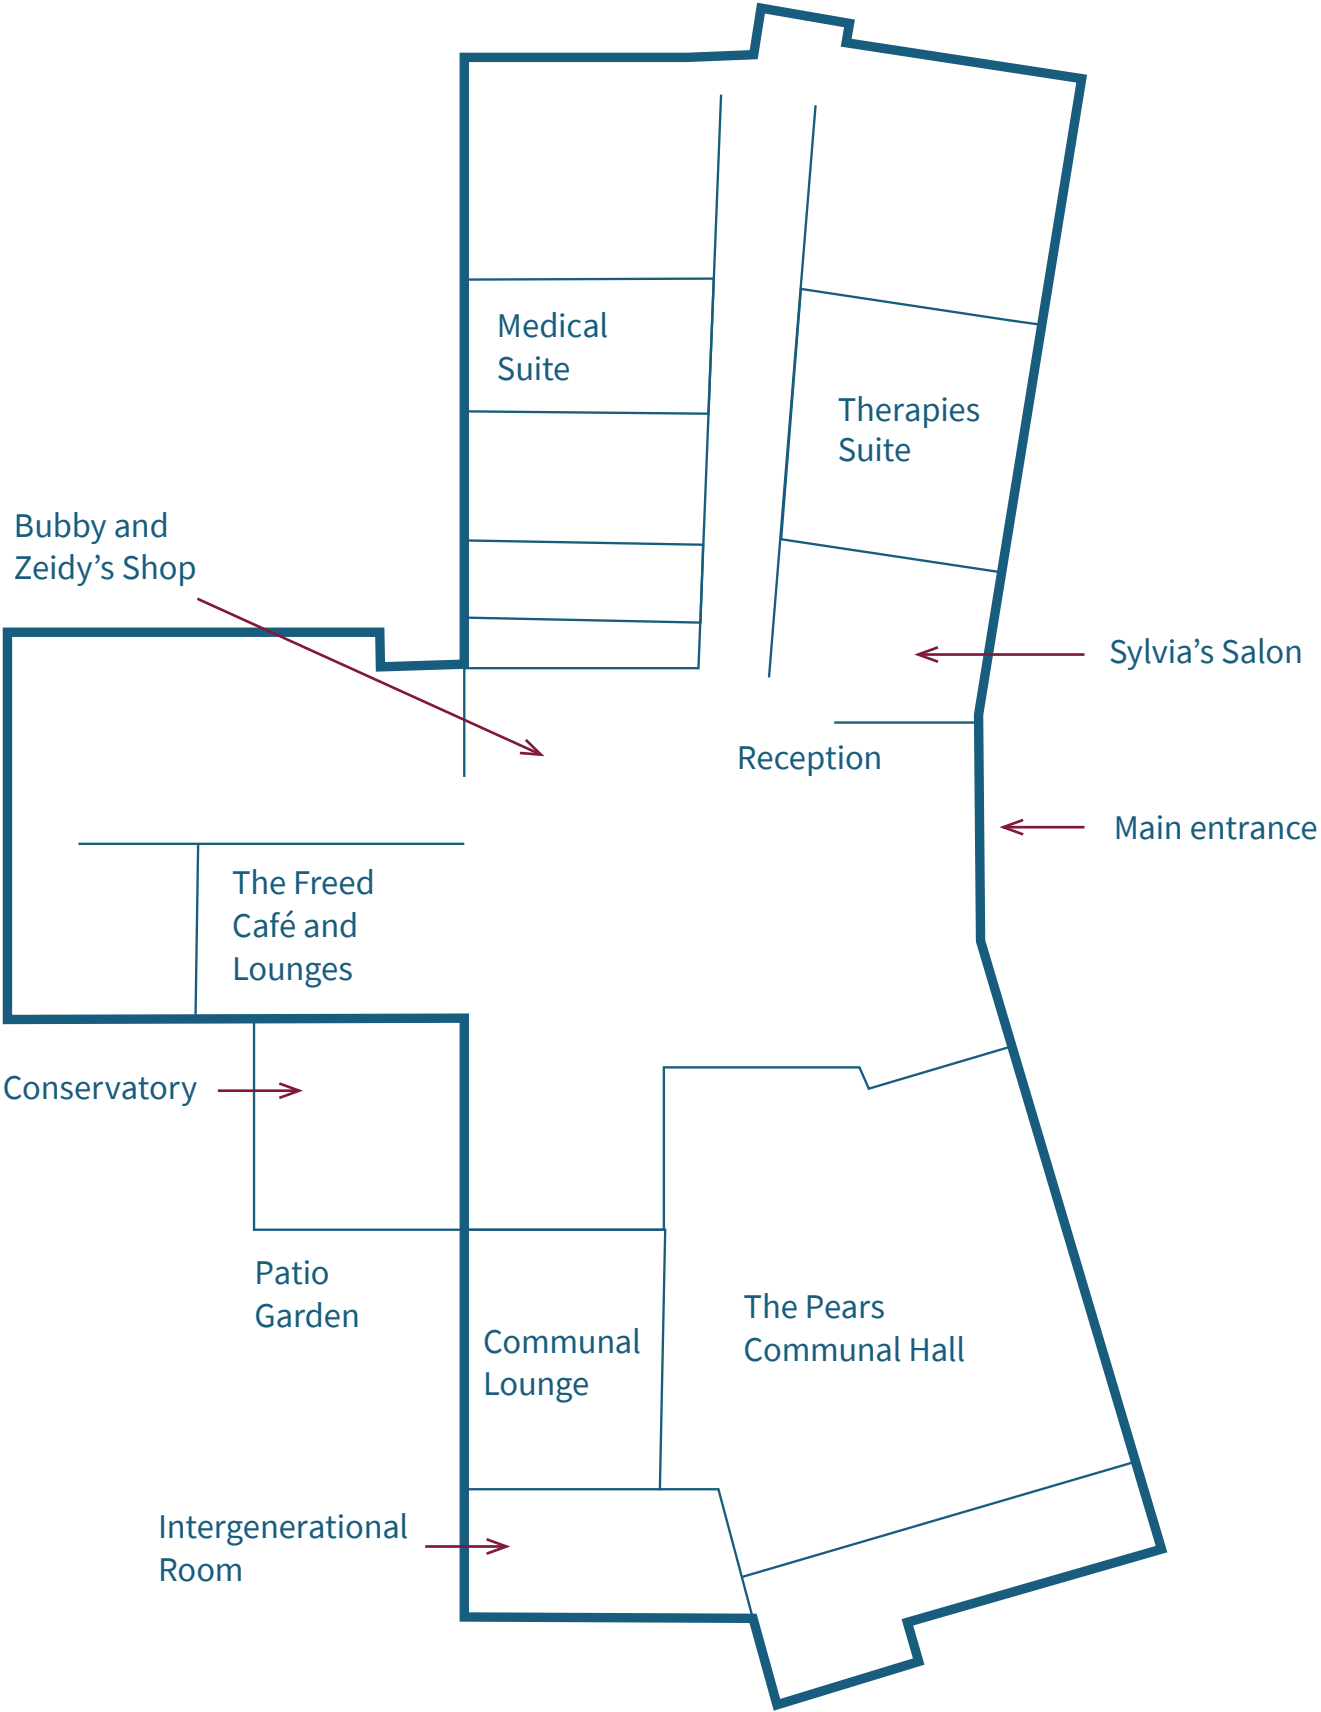 Medical
Suite
Therapies
Suite
Bubby and
Zeidy’s Shop
Sylvia’s Salon
Reception
Main entrance
The Freed
Café and
Lounges
Conservatory
Patio
Garden
The Pears
Communal Hall
Communal
Lounge
Intergenerational
Room